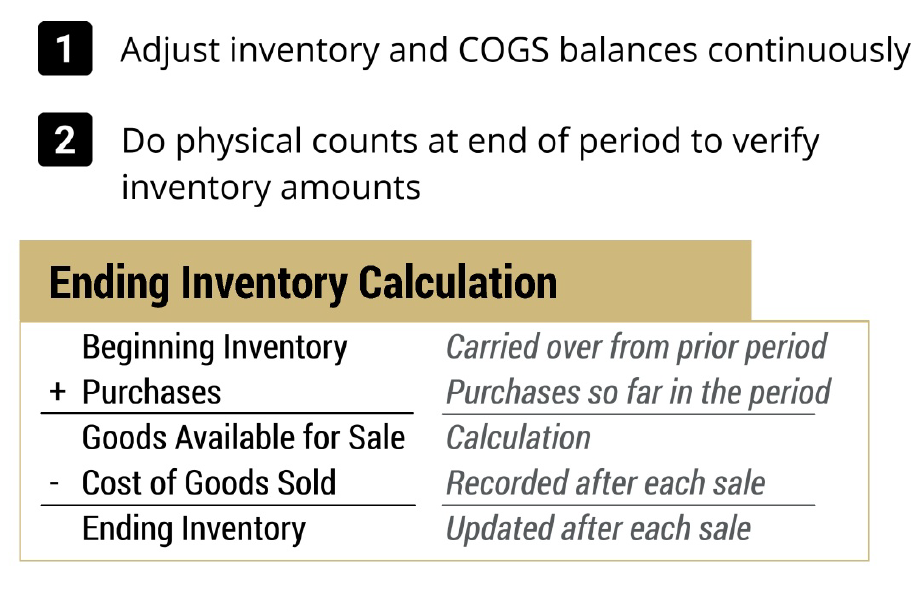 1 Adjust inventory and COGS balances continuously
2 Do physical counts at end of period to verify
inventory amounts
Ending Inventory Calculation
Beginning Inventory Carried over from prior period
+ Purchases Purchases so far in the period
Goods Available for Sale Calculation
- Cost of Goods Sold Recorded after each sale
Ending Inventory Updated after each sale